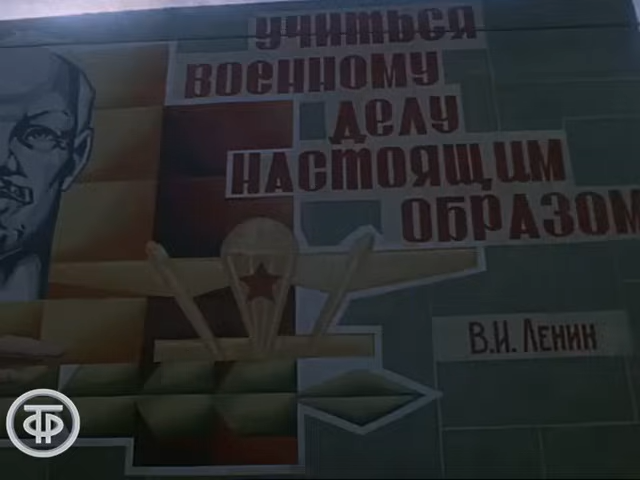 УЧИТЬСЯ
ВОЕННОМУ
ДЕЛУ
НАСТОЯЩИМ
ОБРАЗОМ
В.И. Ленин